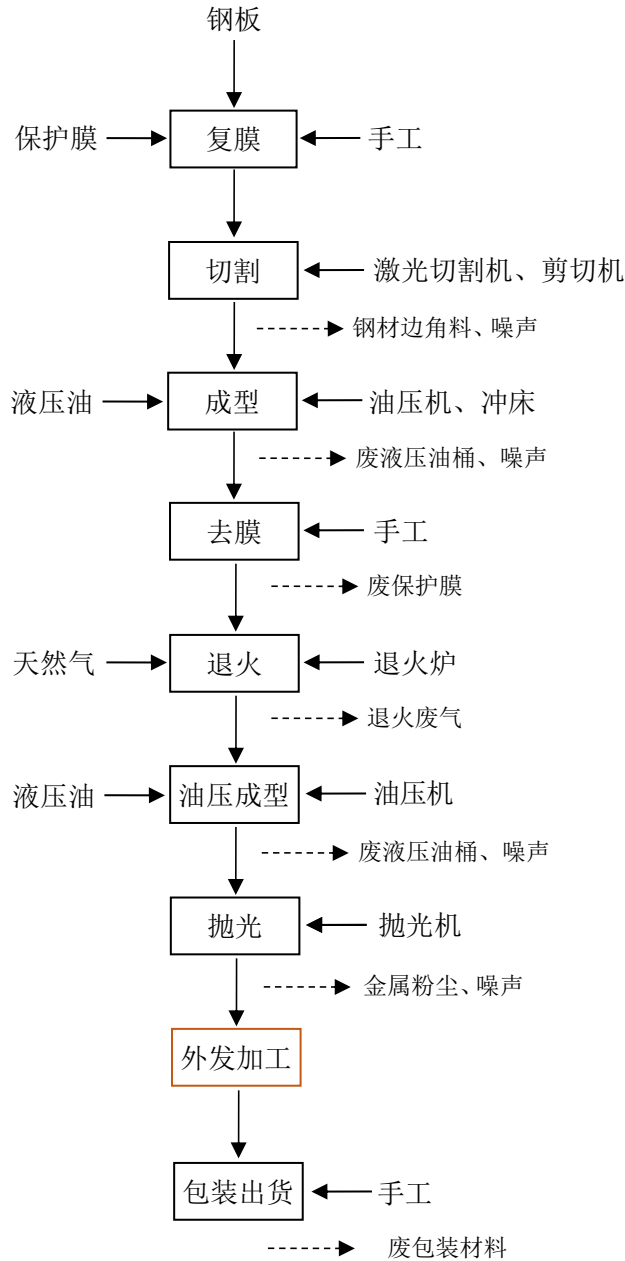 钢板
保护膜
复膜
手工
切割
激光切割机、剪切机
钢材边角料、噪声
液压油
成型
油压机、冲床
废液压油桶、噪声
去膜
手工
废保护膜
天然气
退火
退火炉
退火废气
液压油
油压成型
油压机
废液压油桶、噪声
抛光
抛光机
金属粉尘、噪声
外发加工
包装出货
手工
废包装材料